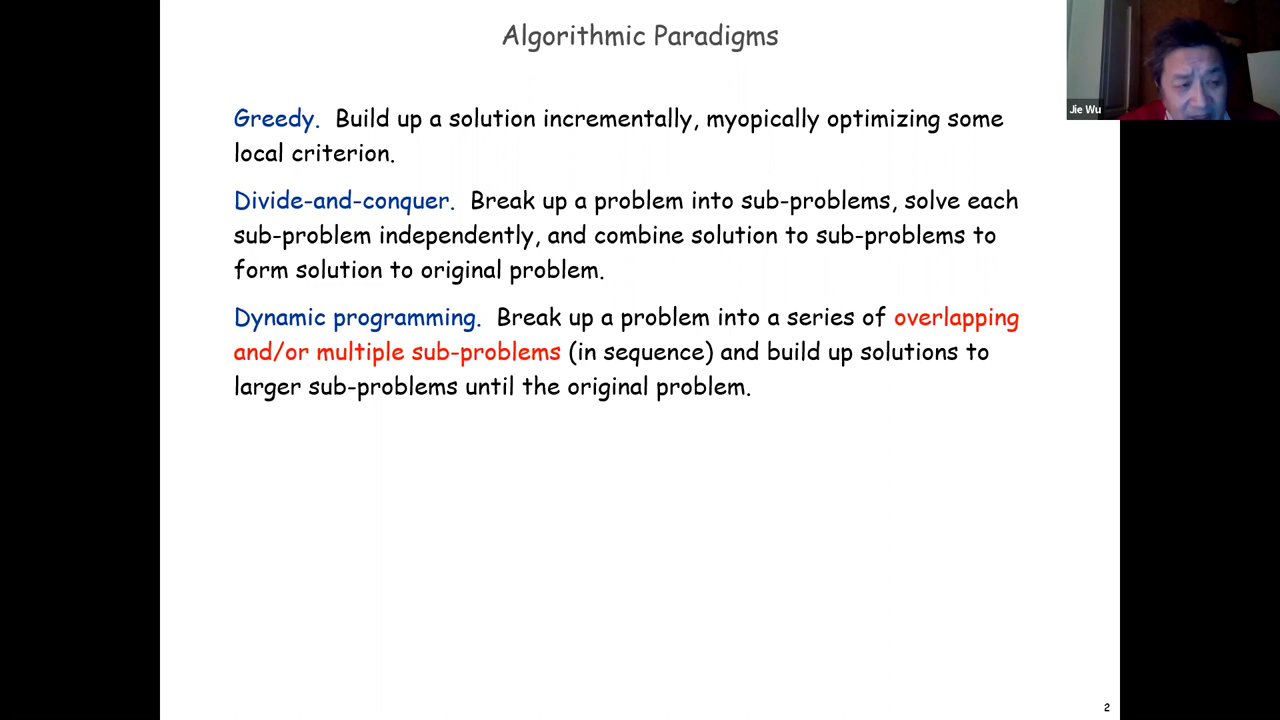 Algorithmic Paradigms
Jie Wu
Greedy. Build up a solution incrementally, myopically optimizing some
local criterion.
Divide-and-conquer. Break up a problem into sub-problems, solve each
sub-problem independently, and combine solution to sub-problems to
form solution to original problem.
Dynamic programming. Break up a problem into a series of overlapping
and/or multiple sub-problems (in sequence) and build up solutions to
larger sub-problems until the original problem.
2